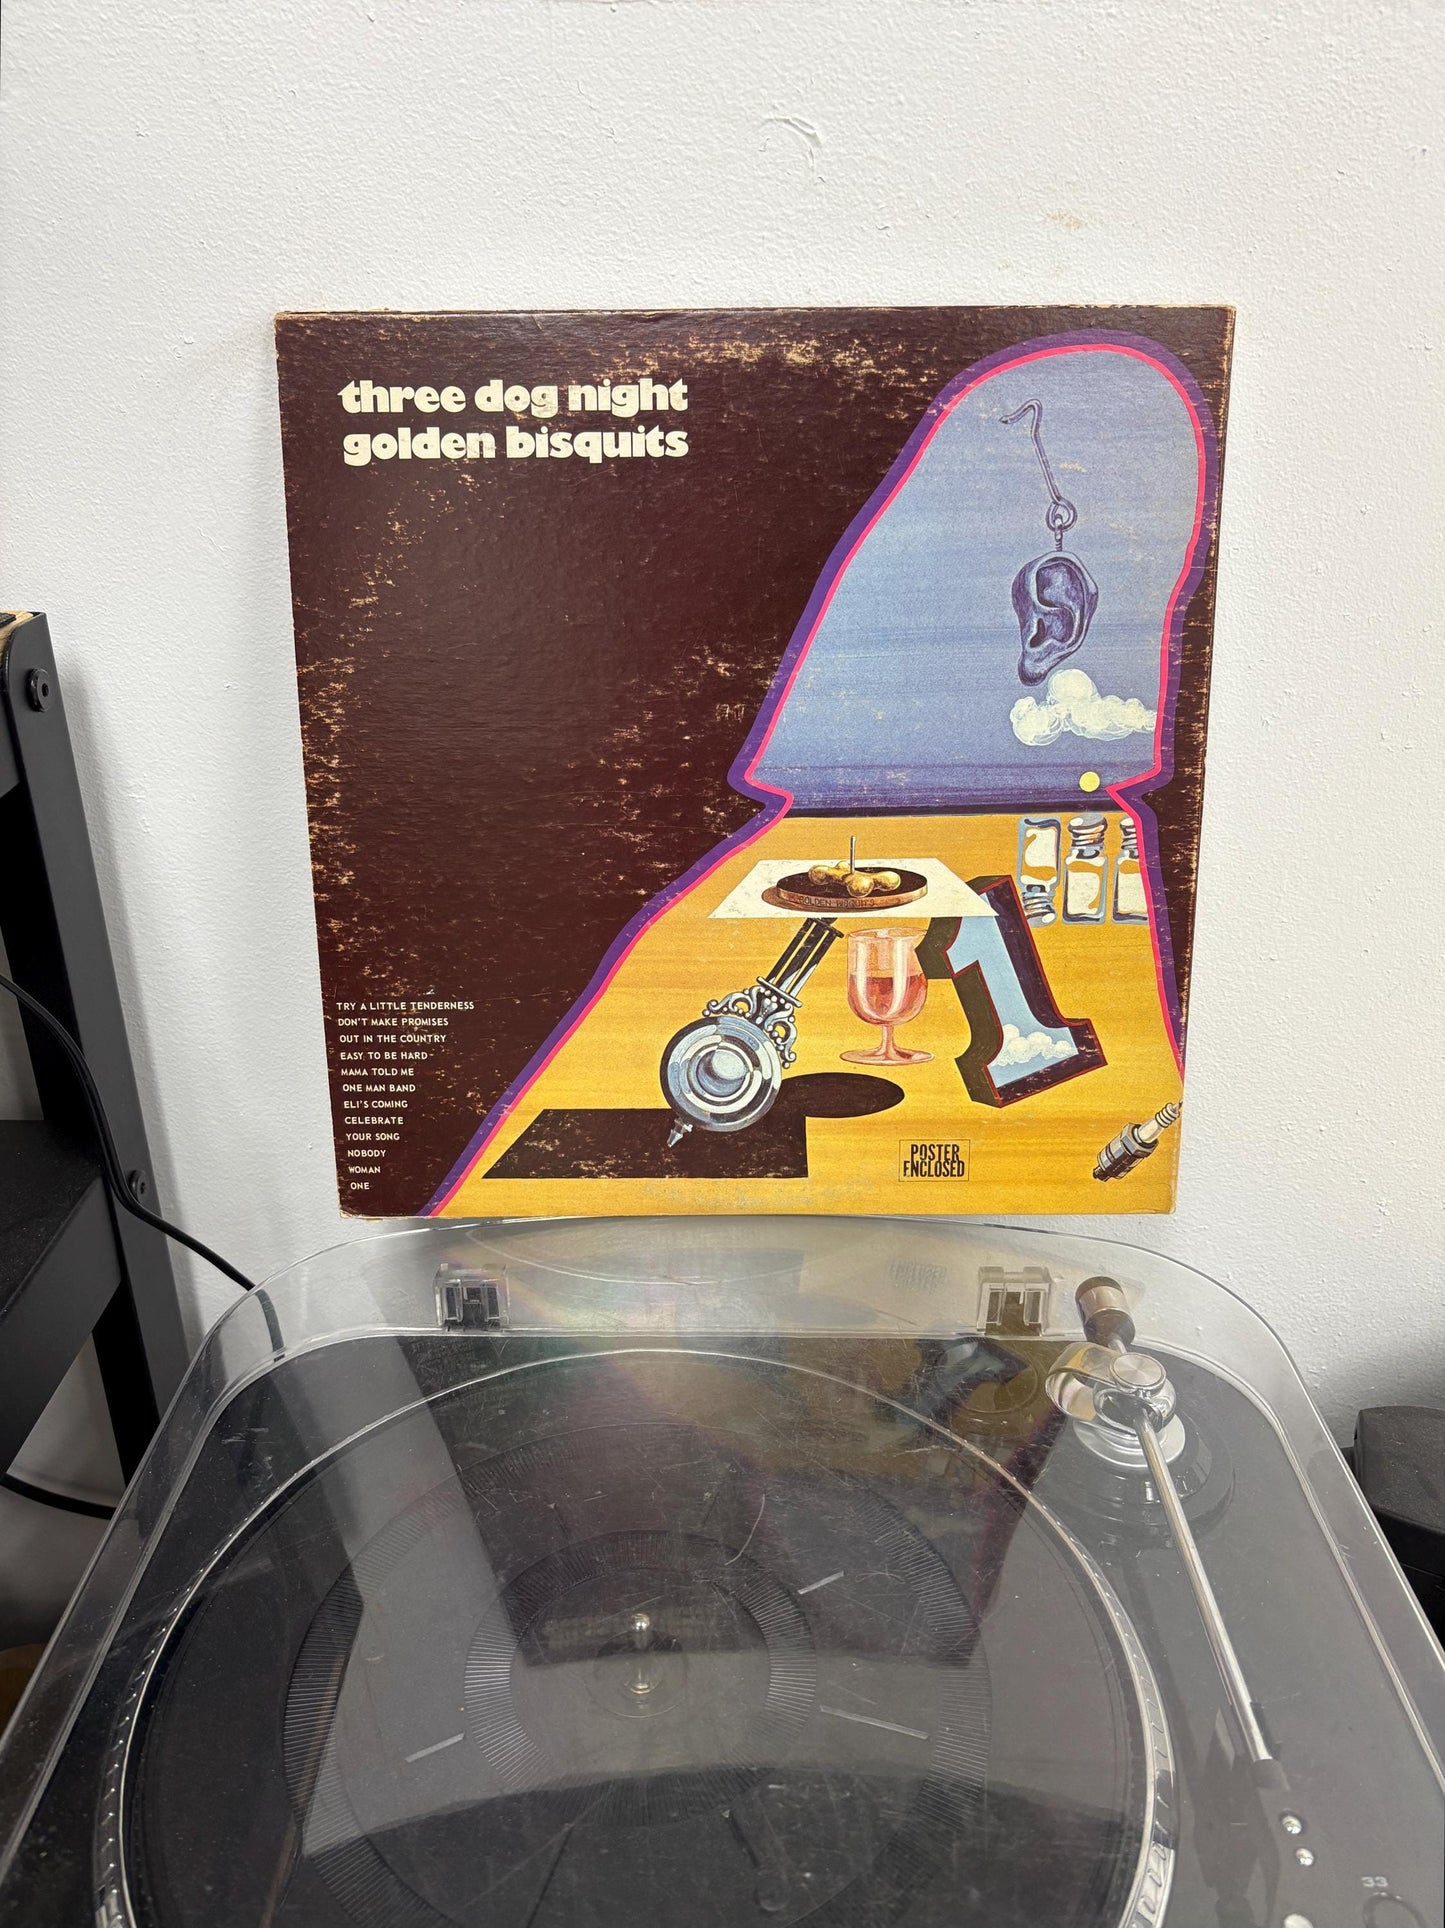 three dog night
golden bisquits
GOLDEN BISQUITS
TRY A LITTLE TENDERNESS
DON'T MAKE PROMISES
OUT IN THE COUNTRY
EASY TO BE HARD
MAMA TOLD ME
ONE MAN BAND
ELI'S COMING
CELEBRATE
YOUR SONG
NOBODY
WOMAN
ONE
1
POSTER
ENCLOSED
33